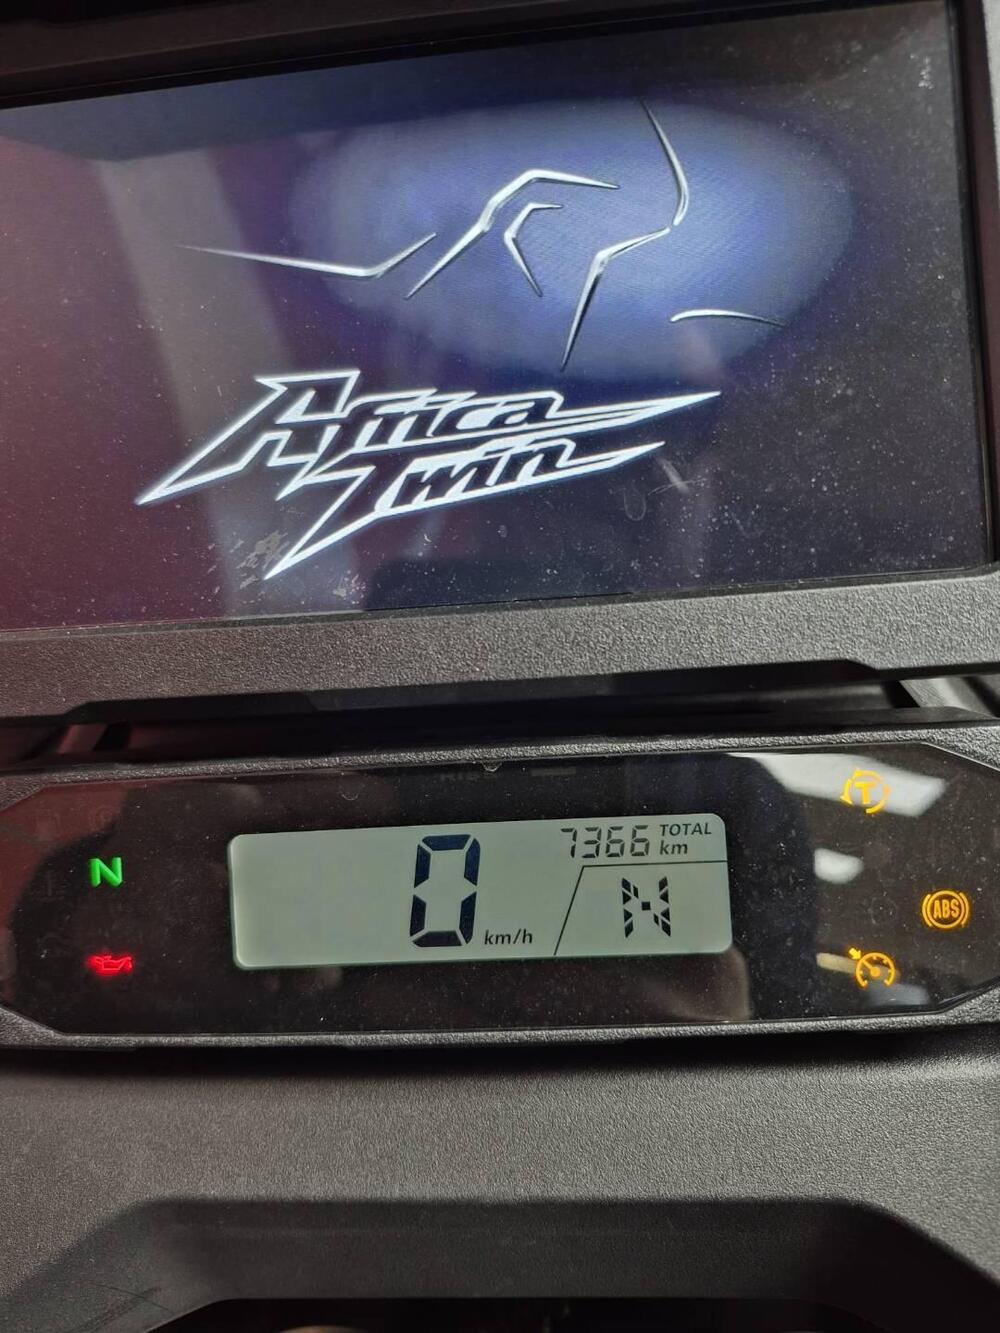 Africa
Twin
7366 TOTAL
km
0 km/h
N
N
T
ABS